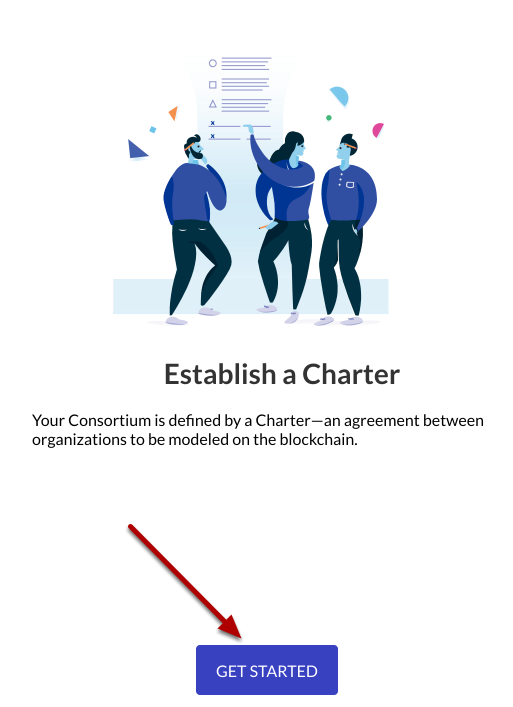 x
x
Establish a Charter
Your Consortium is defined by a Charter—an agreement between
organizations to be modeled on the blockchain.
GET STARTED